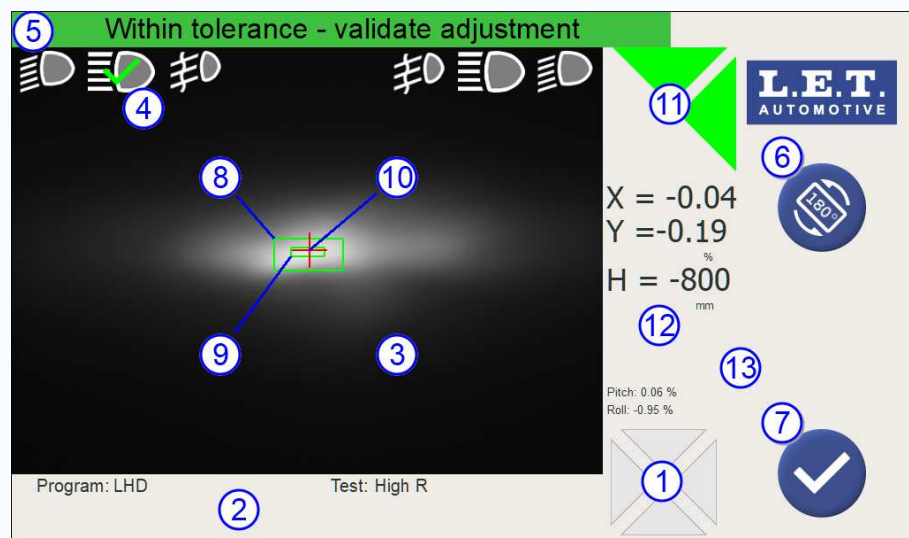 5
Within tolerance - validate adjustment
4
11
L.E.T.
AUTOMOTIVE
6
180°
8
10
X = -0.04
Y =-0.19
%
H = -800
mm
12
9
3
13
Pitch: 0.06 %
Roll: -0.95 %
7
1
Program: LHD
Test: High R
2